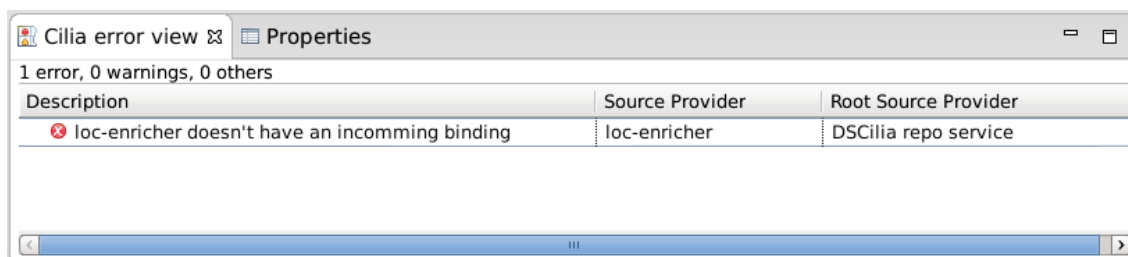 Cilia error view Properties
1 error, 0 warnings, 0 others
Description Source Provider Root Source Provider
loc-enricher doesn't have an incomming binding loc-enricher DSCilia repo service